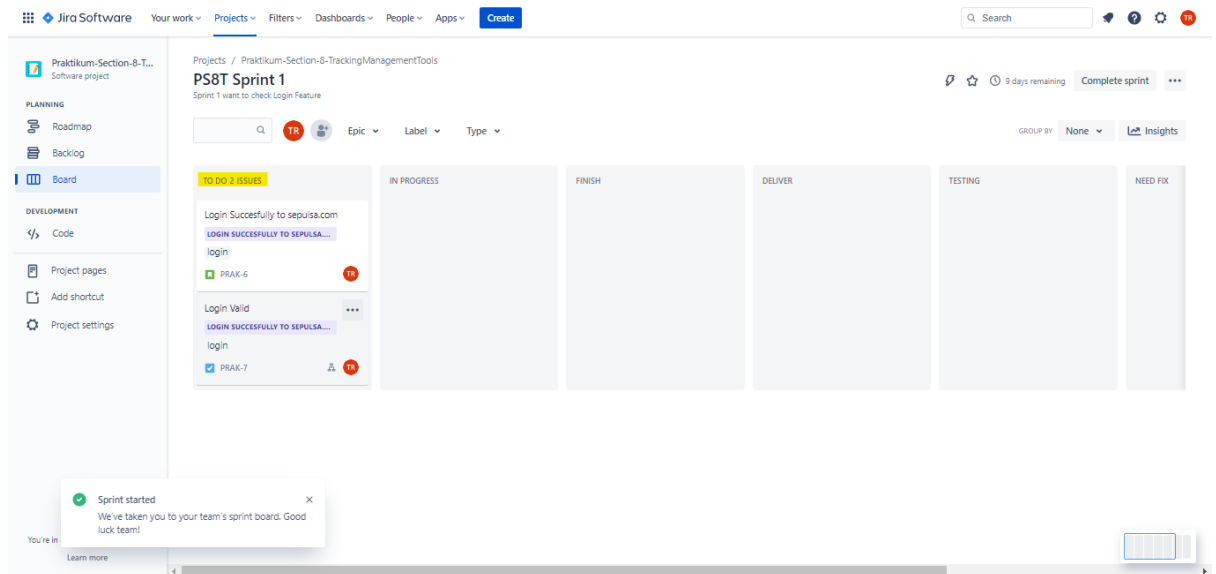 Jira Software
Your work Projects Filters Dashboards People Apps Create
Search
TR
Praktikum-Section-8-T...
Software project
PLANNING
Roadmap
Backlog
Board
DEVELOPMENT
Code
Project pages
Add shortcut
Project settings
You're in
Learn more
Projects / Praktikum-Section-8-TrackingManagementTools
PS8T Sprint 1
Sprint 1 want to check Login Feature
9 days remaining Complete sprint
TR Epic Label Type
GROUP BY None Insights
TO DO 2 ISSUES
Login Succesfully to sepulsa.com
LOGIN SUCCESFULLY TO SEPULSA....
login
PRAK-6 TR
Login Valid
LOGIN SUCCESFULLY TO SEPULSA....
login
PRAK-7 TR
IN PROGRESS
FINISH
DELIVER
TESTING
NEED FIX
Sprint started
We've taken you to your team's sprint board. Good
luck team!